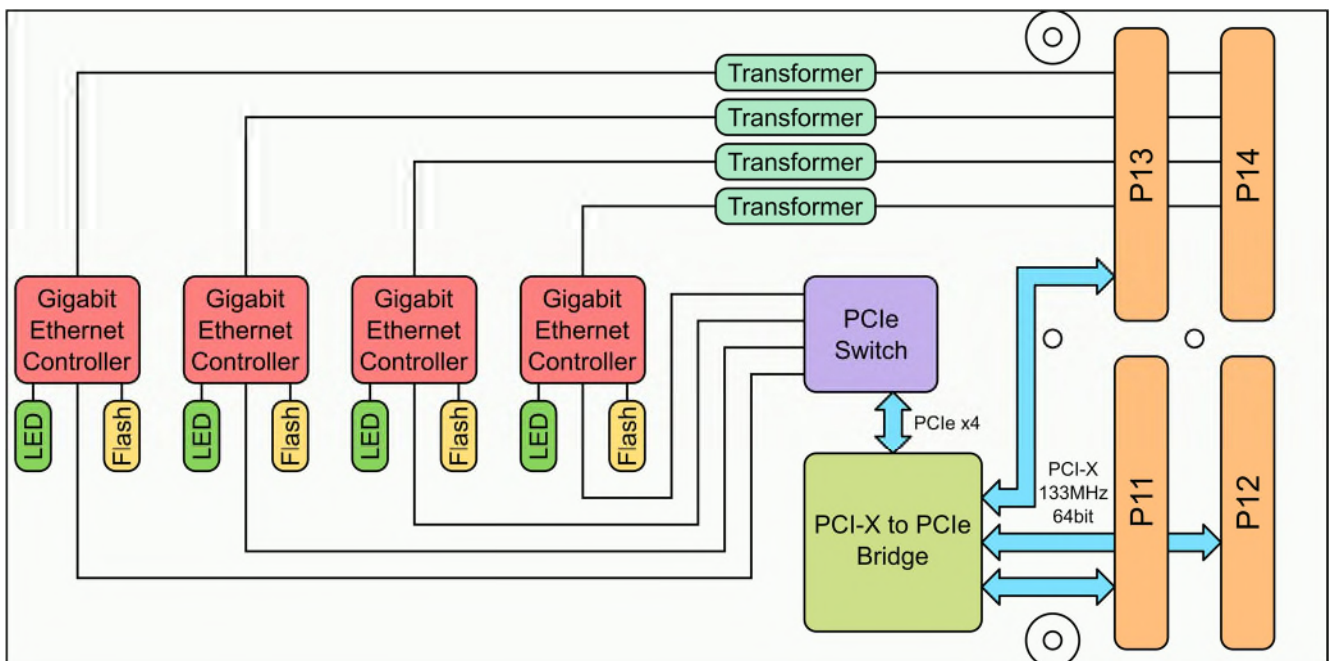 Transformer
Transformer
Transformer
Transformer
P13
P14
Gigabit
Ethernet
Controller
Gigabit
Ethernet
Controller
Gigabit
Ethernet
Controller
Gigabit
Ethernet
Controller
PCIe
Switch
LED
Flash
LED
Flash
LED
Flash
LED
Flash
PCIe x4
PCI-X to PCIe
Bridge
PCI-X
133MHz
64bit
P11
P12